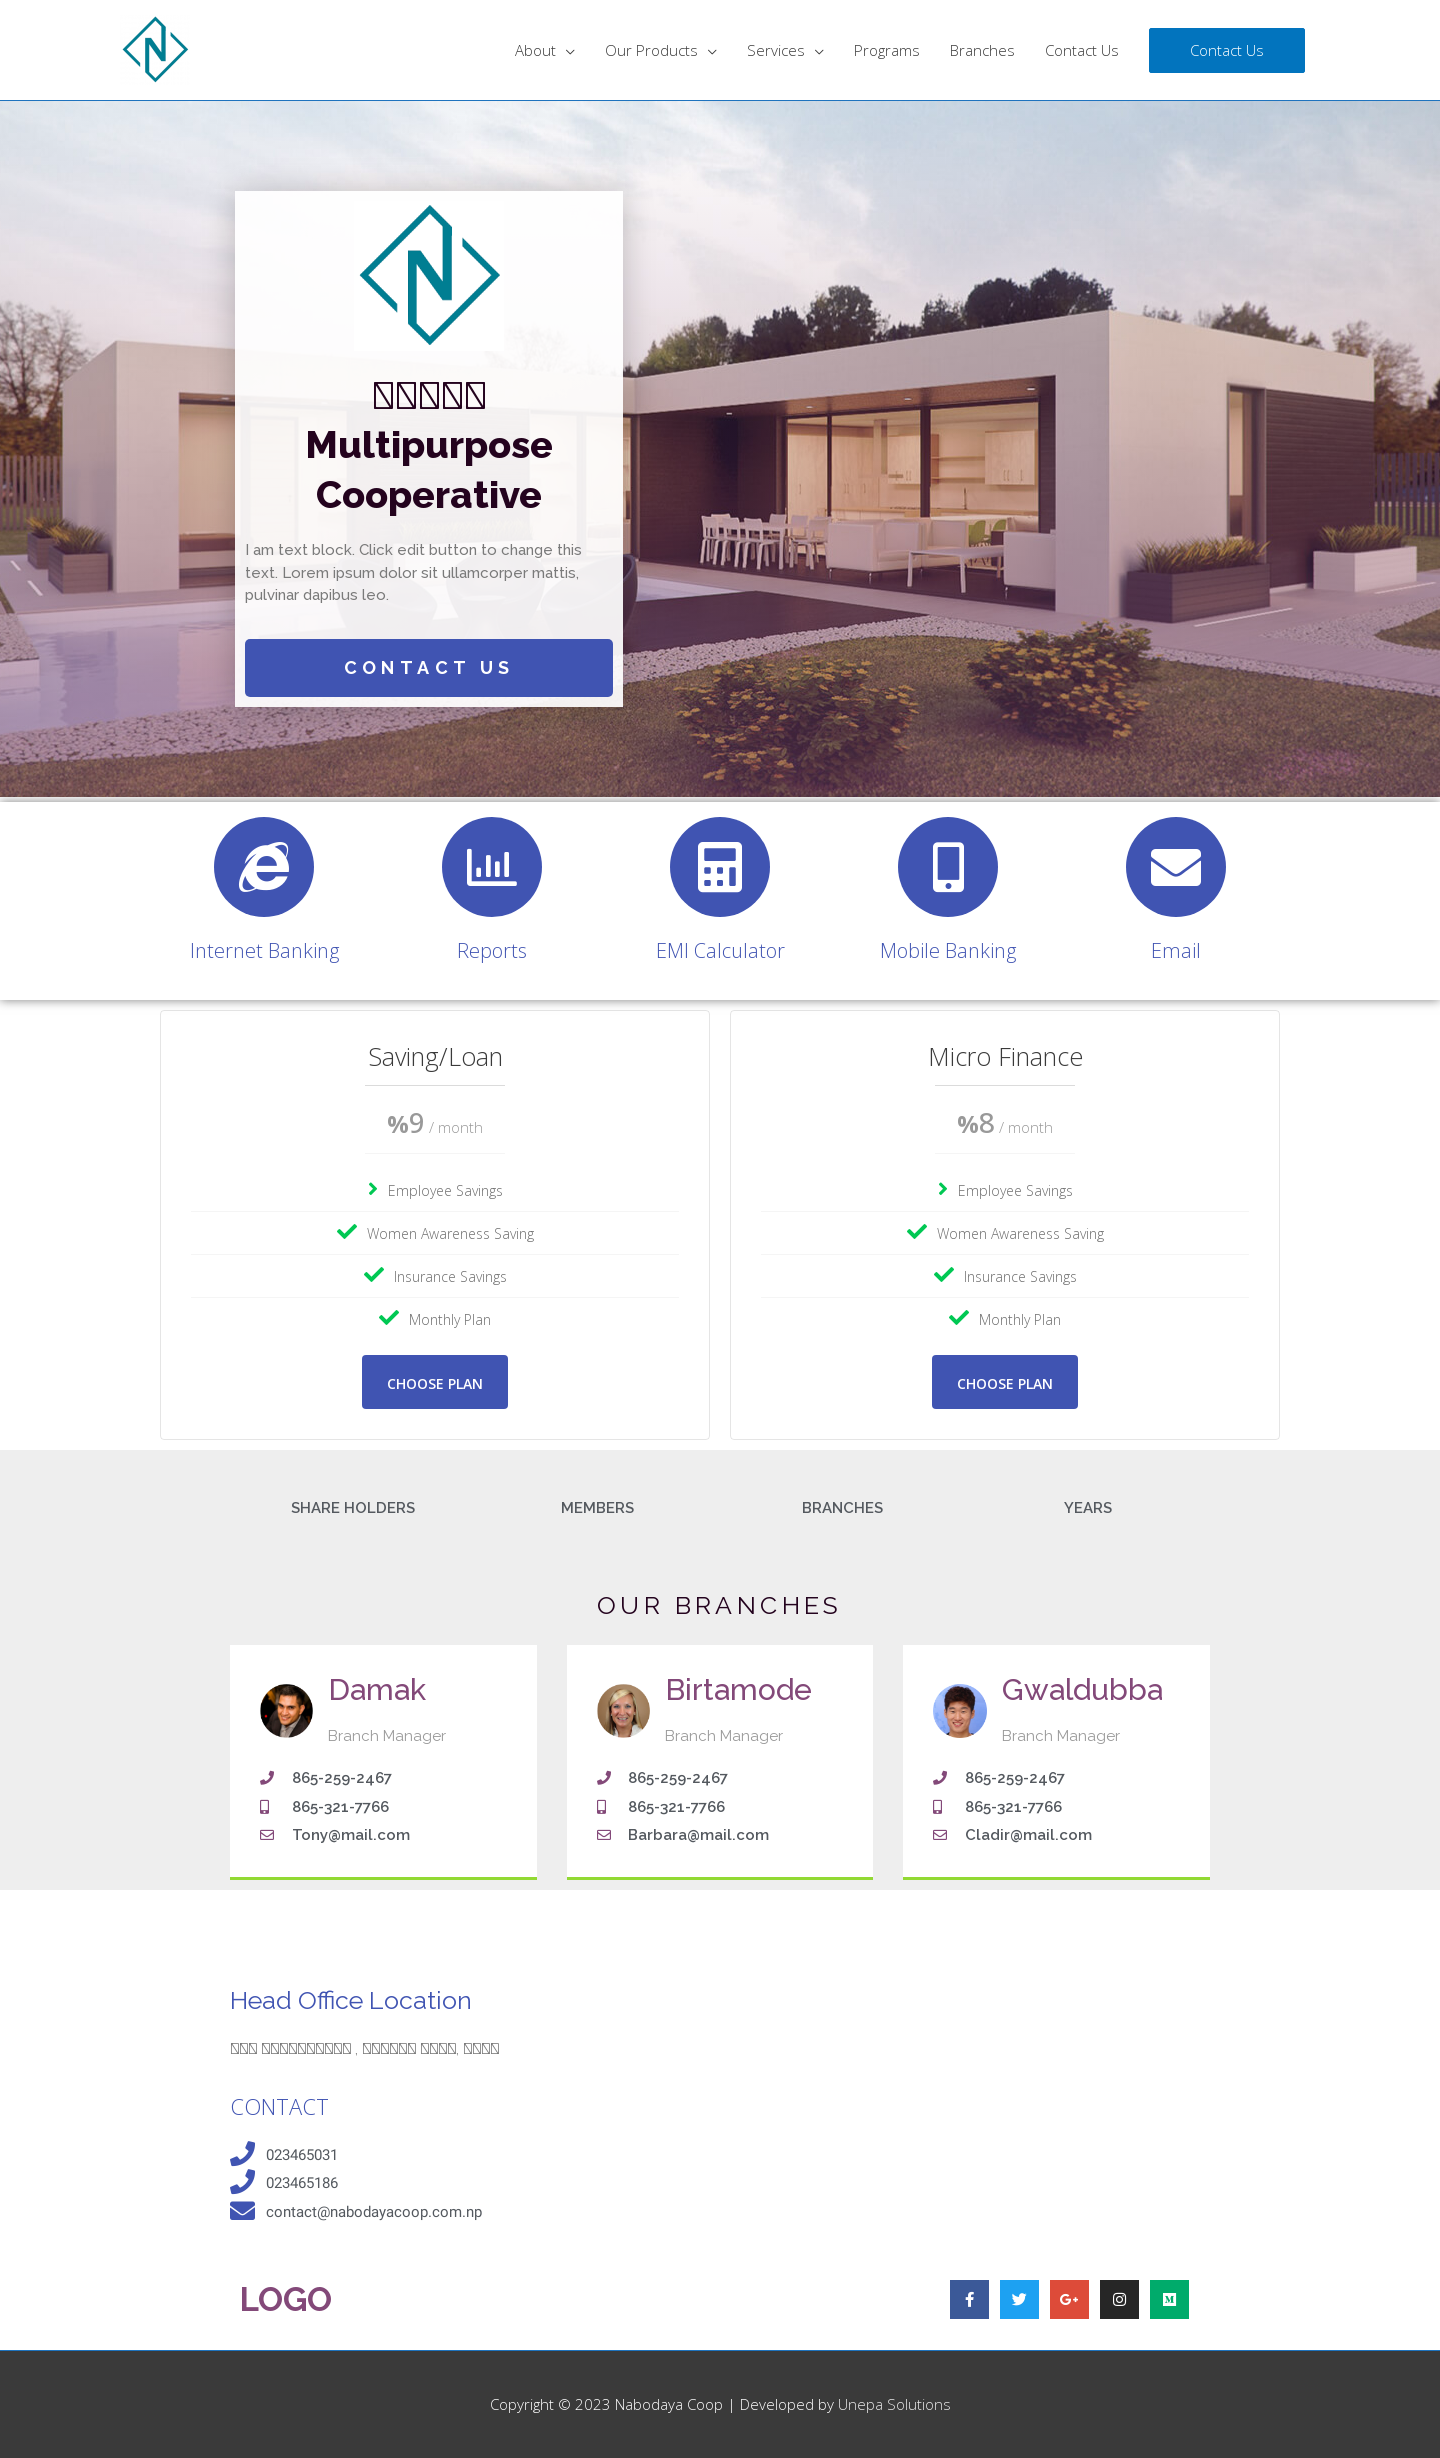 About
Our Products
Services
Programs
Branches
Contact Us
Contact Us
Multipurpose
Cooperative
I am text block. Click edit button to change this
text. Lorem ipsum dolor sit ullamcorper mattis,
pulvinar dapibus leo.
CONTACT US
Internet Banking
Reports
EMI Calculator
Mobile Banking
Email
Saving/Loan
%9 / month
Employee Savings
Women Awareness Saving
Insurance Savings
Monthly Plan
CHOOSE PLAN
Micro Finance
%8 / month
Employee Savings
Women Awareness Saving
Insurance Savings
Monthly Plan
CHOOSE PLAN
SHARE HOLDERS
MEMBERS
BRANCHES
YEARS
OUR BRANCHES
Damak
Branch Manager
865-259-2467
865-321-7766
Tony@mail.com
Birtamode
Branch Manager
865-259-2467
865-321-7766
Barbara@mail.com
Gwaldubba
Branch Manager
865-259-2467
865-321-7766
Cladir@mail.com
Head Office Location
CONTACT
023465031
023465186
contact@nabodayacoop.com.np
LOGO
Copyright © 2023 Nabodaya Coop | Developed by Unepa Solutions